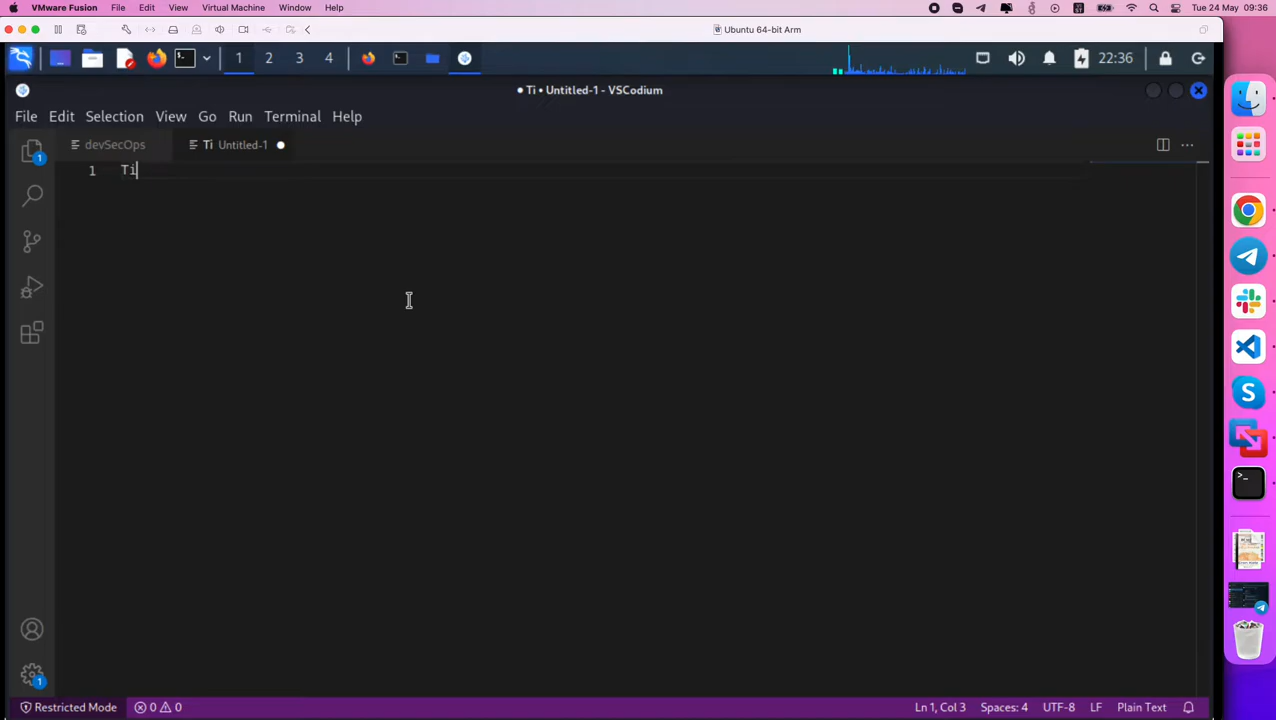 VMware Fusion File Edit View Virtual Machine Window Help Tue 24 May 09:36
Ubuntu 64-bit Arm
1 2 3 4 22:36
● Ti • Untitled-1 - VSCodium
File Edit Selection View Go Run Terminal Help
devSecOps Ti Untitled-1
1 Ti
1
1
Restricted Mode 0 0 Ln 1, Col 3 Spaces: 4 UTF-8 LF Plain Text